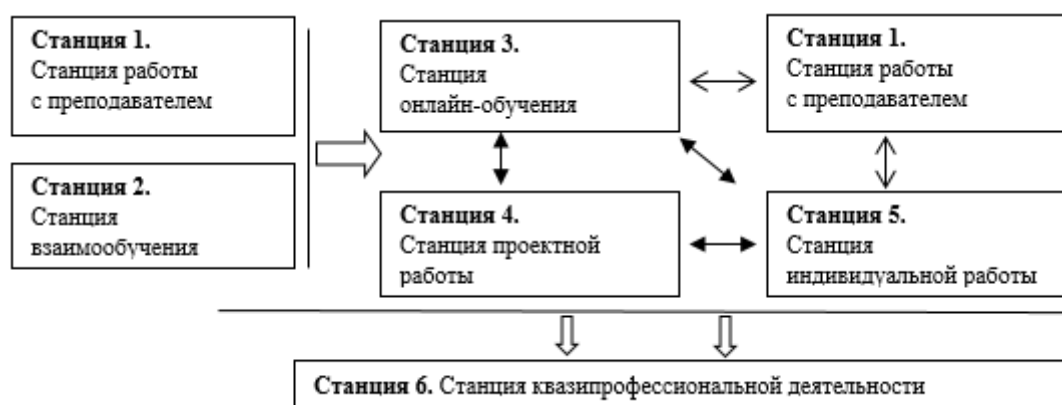 Станция 1.
Станция работы
с преподавателем
Станция 2.
Станция
взаимообучения
Станция 3.
Станция
онлайн-обучения
Станция 1.
Станция работы
с преподавателем
Станция 4.
Станция проектной
работы
Станция 5.
Станция
индивидуальной работы
Станция 6. Станция квазипрофессиональной деятельности